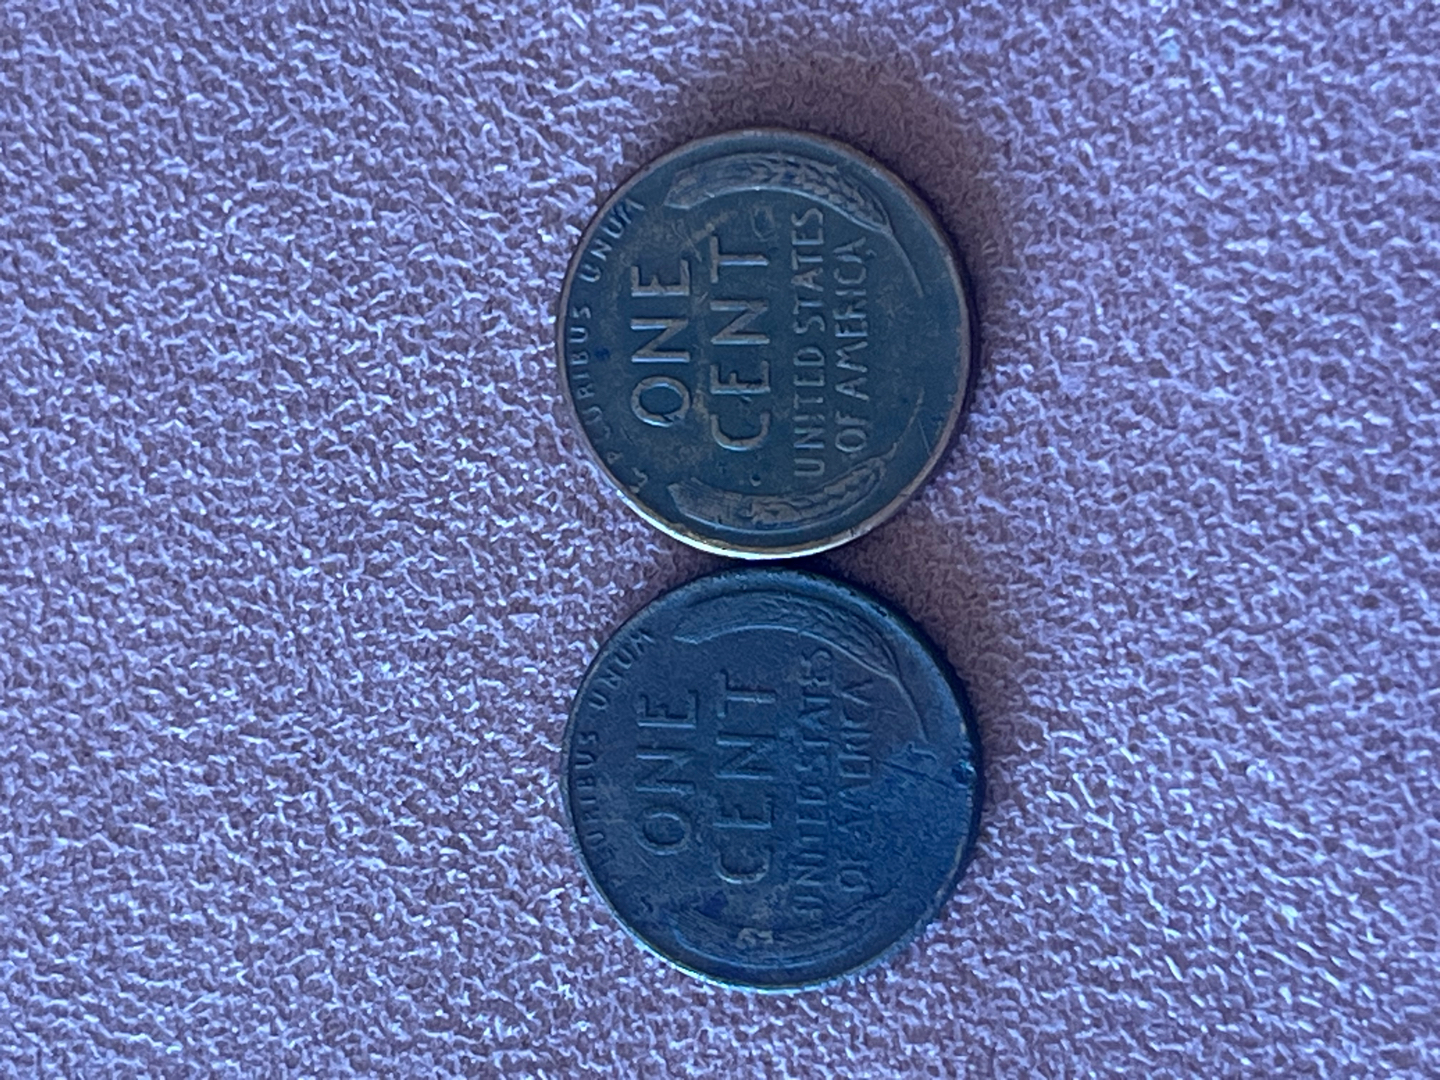 E PLURIBUS UNUM
ONE
CENT
UNITED STATES
OF AMERICA
PLURIBUS UNUM
ONE
CENT
UNITED STATES
OF AMERICA